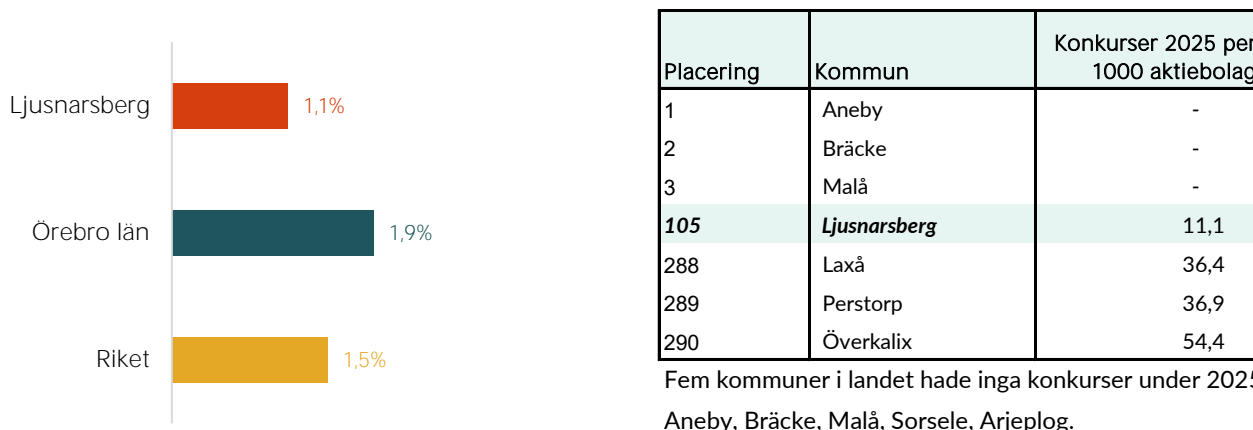 Ljusnarsberg 1,1%
Örebro län 1,9%
Riket 1,5%
Placering Kommun Konkurser 2025 per 1000 aktiebolag
1 Aneby -
2 Bräcke -
3 Malå -
105 Ljusnarsberg 11,1
288 Laxå 36,4
289 Perstorp 36,9
290 Överkalix 54,4
Fem kommuner i landet hade inga konkurser under 2025
Aneby, Bräcke, Malå, Sorsele, Arjeplog.